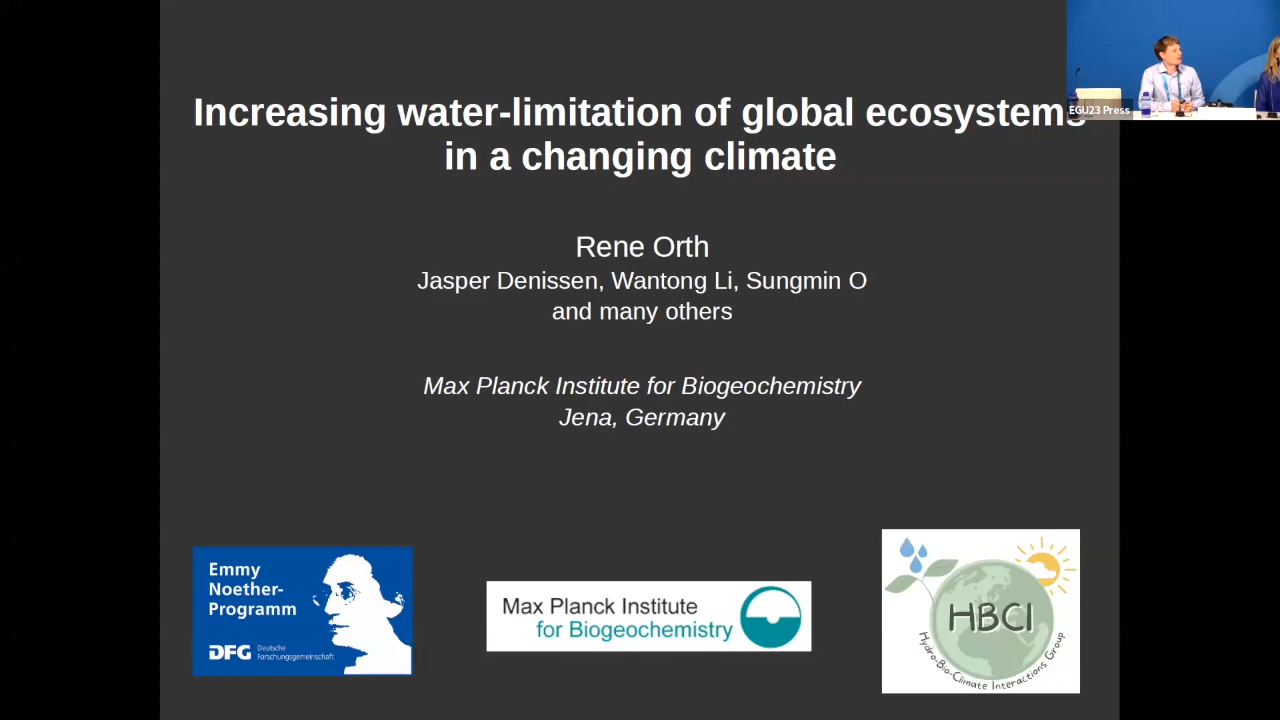 Increasing water-limitation of global ecosystems
in a changing climate
EGU23 Press
Rene Orth
Jasper Denissen, Wantong Li, Sungmin O
and many others
Max Planck Institute for Biogeochemistry
Jena, Germany
Emmy
Noether-
Programm
DFG Deutsche
Forschungsgemeinschaft
Max Planck Institute
for Biogeochemistry
HBCI
Hydro-Bio-Climate Interactions Group